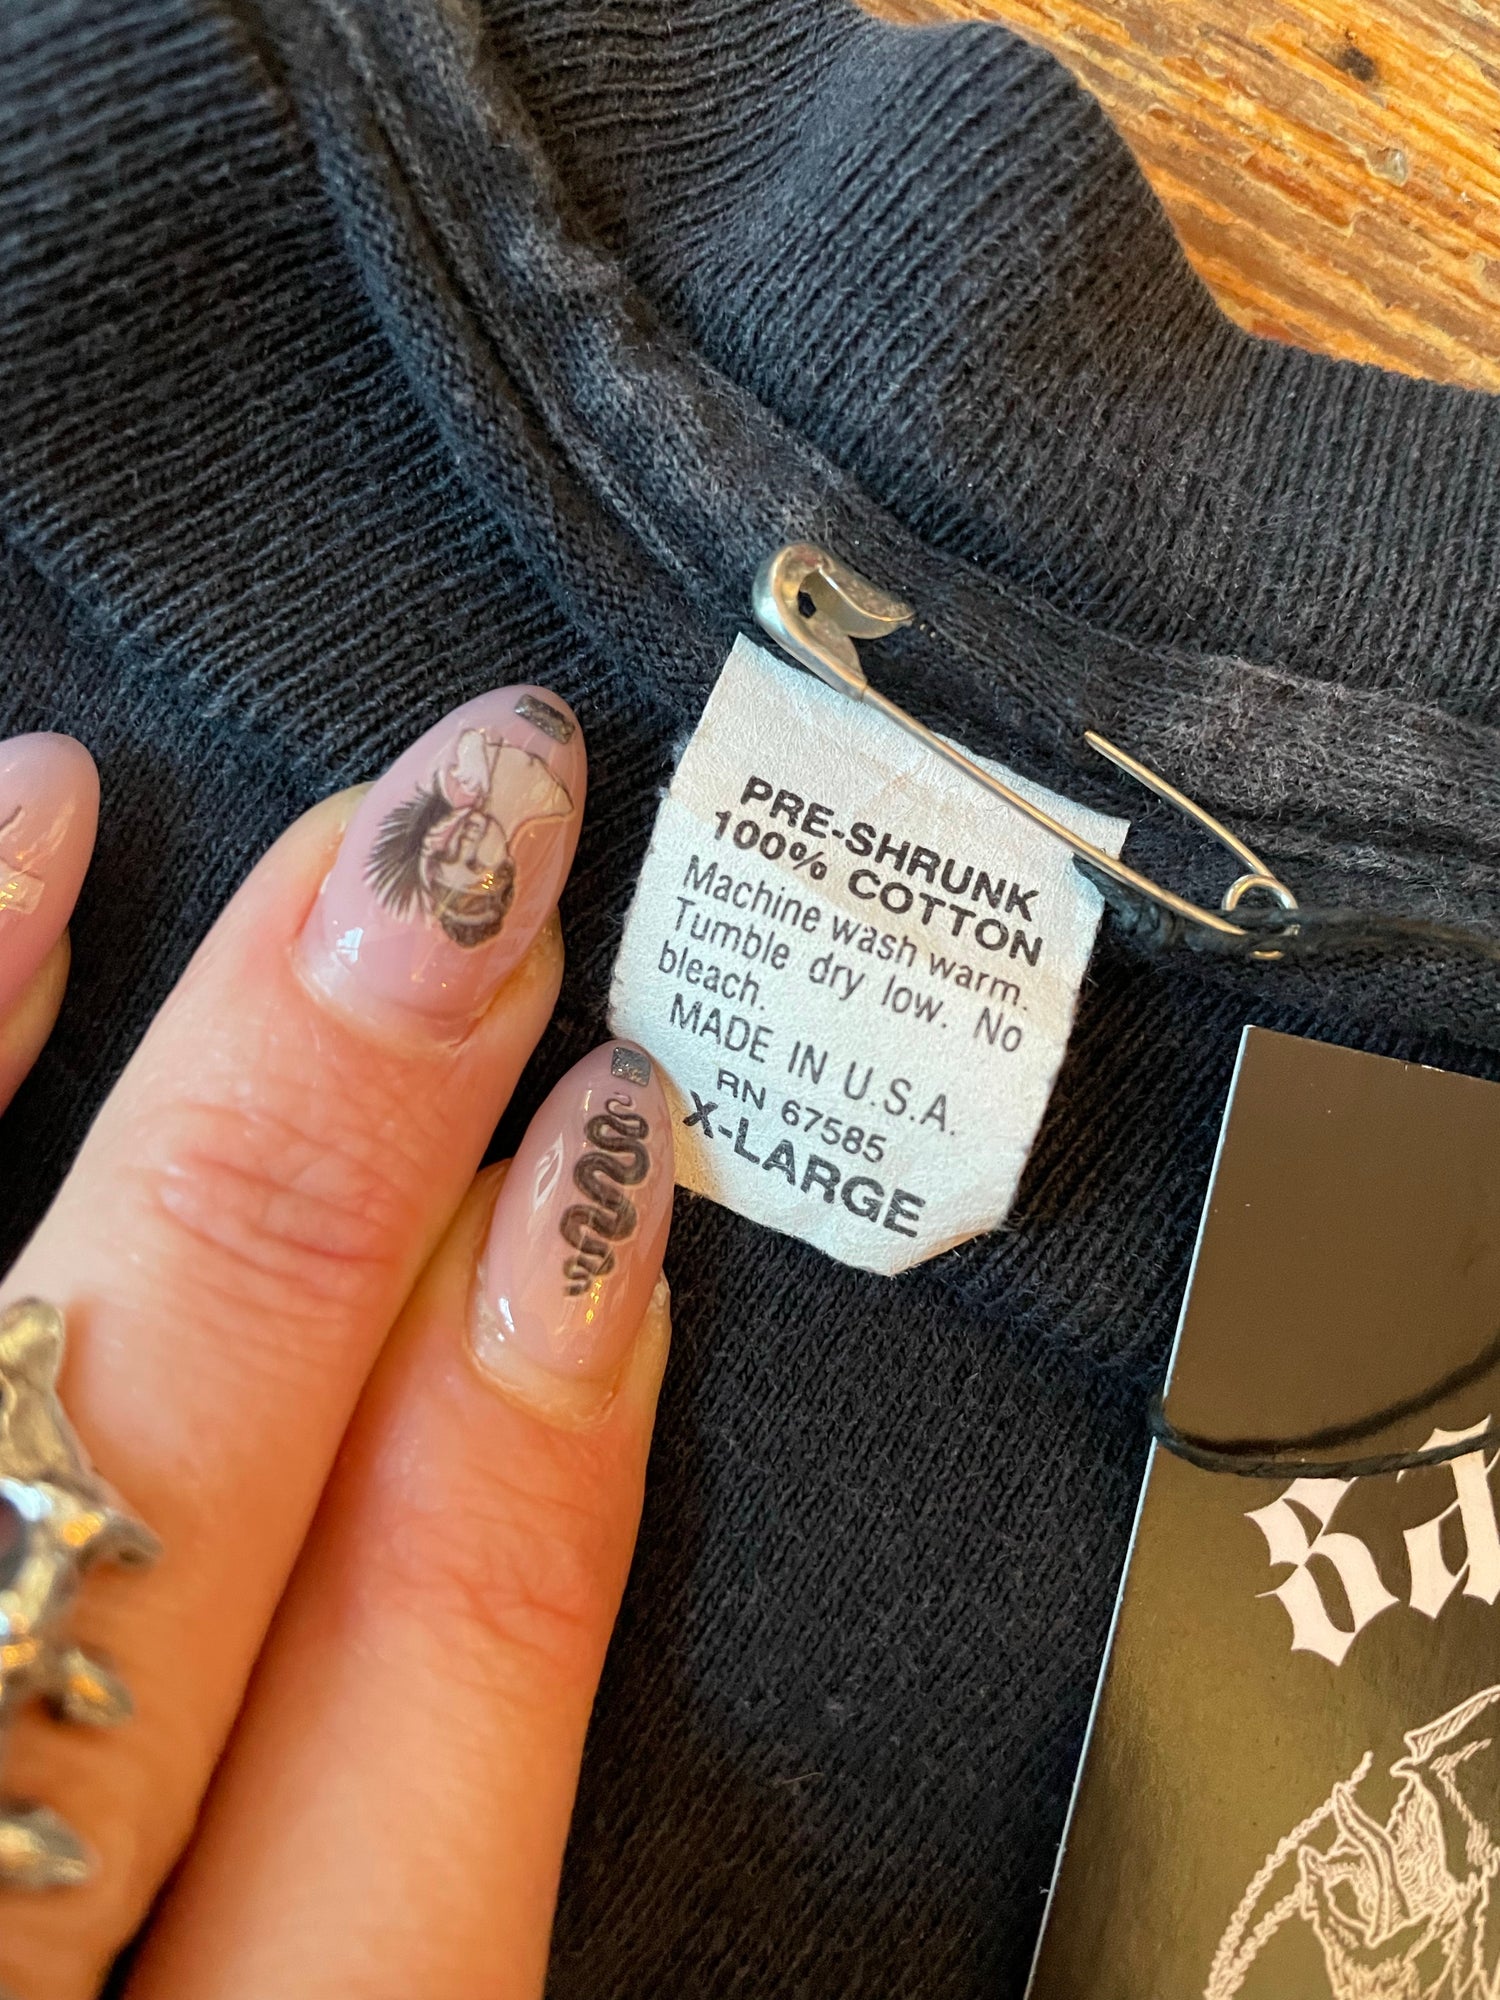 PRE-SHRUNK
100% COTTON
Machine wash warm.
Tumble dry low. No
bleach.
MADE IN U.S.A.
RN 67585
X-LARGE